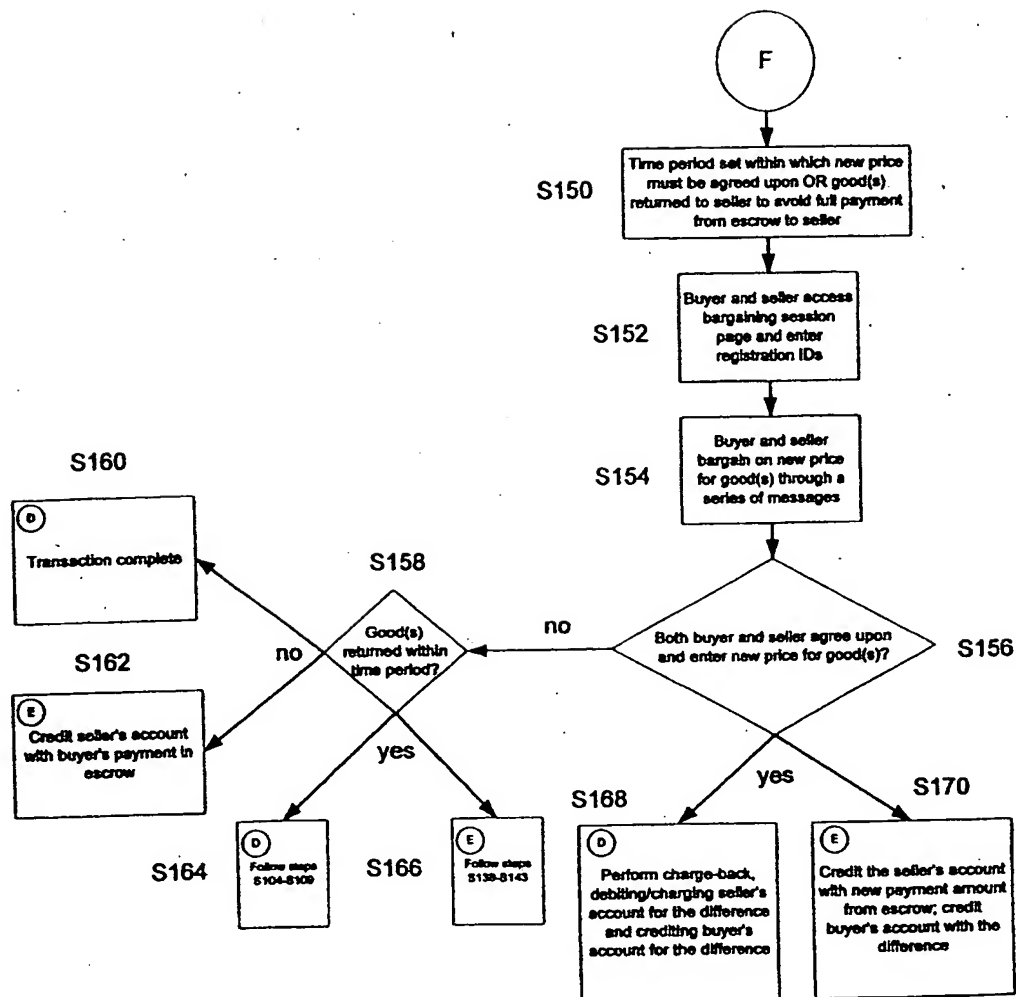 F
S150
Time period set within which new price
must be agreed upon OR good(s)
returned to seller to avoid full payment
from escrow to seller
S152
Buyer and seller access
bargaining session
page and enter
registration IDs
S154
Buyer and seller
bargain on new price
for good(s) through a
series of messages
S156
Both buyer and seller agree upon
and enter new price for good(s)?
no
S158
Good(s)
returned within
time period?
no
S160
D
Transaction complete
S162
E
Credit seller's account
with buyer's payment in
escrow
yes
S164
D
Follow steps
S104-S109
S166
E
Follow steps
S138-S143
yes
S168
D
Perform charge-back,
debiting/charging seller's
account for the difference
and crediting buyer's
account for the difference
S170
E
Credit the seller's account
with new payment amount
from escrow; credit
buyer's account with the
difference